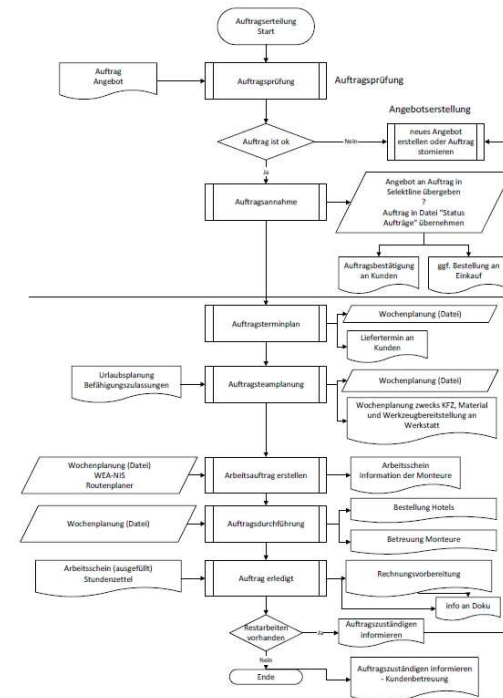 Auftragserteilung
Start
Auftrag
Angebot
Auftragsprüfung
Auftragsprüfung
Angebotserstellung
Auftrag ist ok
Nein
neues Angebot
erstellen oder Auftrag
stornieren
Ja
Auftragsannahme
Angebot an Auftrag in
Selektline übergeben
?
Auftrag in Datei "Status
Aufträge" übernehmen
Auftragsbestätigung
an Kunden
ggf. Bestellung an
Einkauf
Auftragsterminplan
Wochenplanung (Datei)
Liefertermin an
Kunden
Urlaubsplanung
Befähigungszulassungen
Auftragsteamplanung
Wochenplanung (Datei)
Wochenplanung zwecks KFZ, Material
und Werkzeugbereitstellung an
Werkstatt
Wochenplanung (Datei)
WEA-NIS
Routenplaner
Arbeitsauftrag erstellen
Arbeitsschein
Information der Monteure
Wochenplanung (Datei)
Auftragsdurchführung
Bestellung Hotels
Betreuung Monteure
Arbeitsschein (ausgefüllt)
Stundenzettel
Auftrag erledigt
Rechnungsvorbereitung
info an Doku
Restarbeiten
vorhanden
Ja
Auftragszuständigen
informieren
Nein
Ende
Auftragszuständigen informieren
- Kundenbetreuung